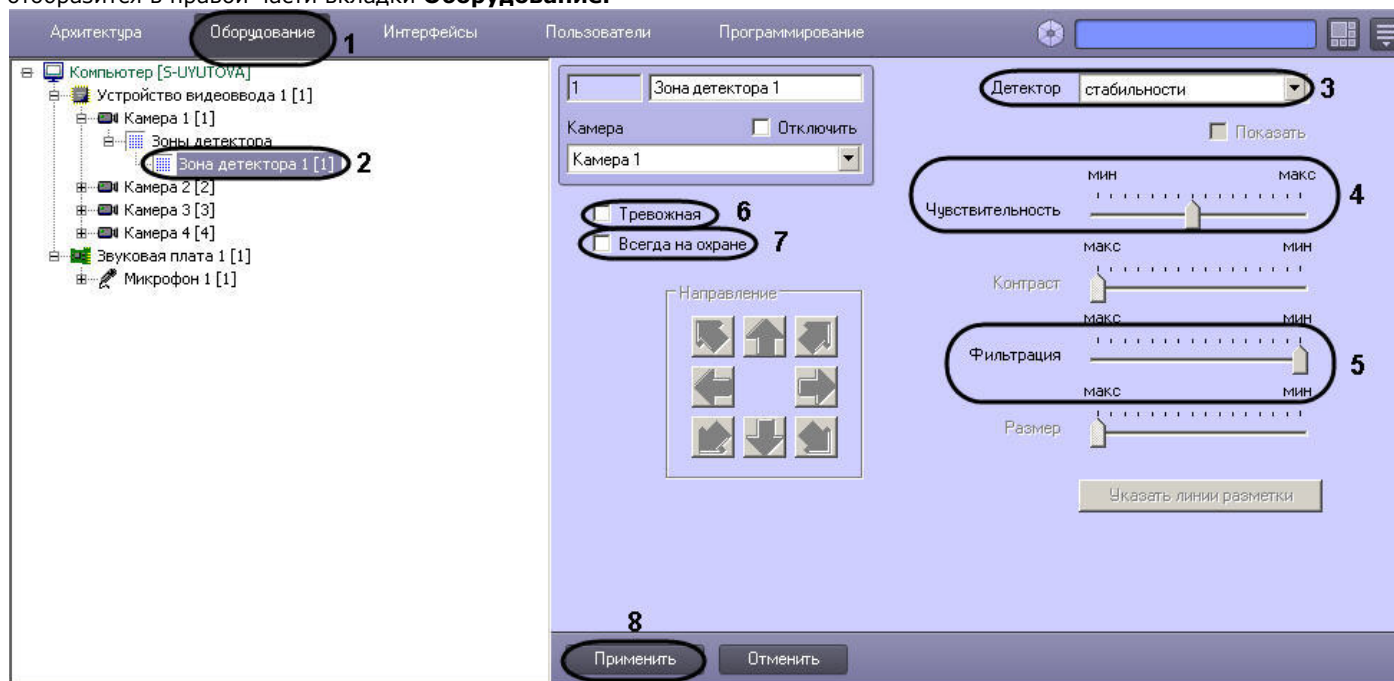 отобразится в правой части вкладки Оборудование.
Архитектура Оборудование 1 Интерфейсы Пользователи Программирование
Компьютер [S-UYUTOVA]
Устройство видеоввода 1 [1]
Камера 1 [1]
Зоны детектора
Зона детектора 1 [1] 2
Камера 2 [2]
Камера 3 [3]
Камера 4 [4]
Звуковая плата 1 [1]
Микрофон 1 [1]
1 Зона детектора 1
Камера Отключить
Камера 1
Тревожная 6
Всегда на охране 7
Направление
Детектор стабильности 3
Показать
мин макс
Чувствительность 4
макс мин
Контраст
макс мин
Фильтрация 5
макс мин
Размер
Указать линии разметки
8
Применить Отменить